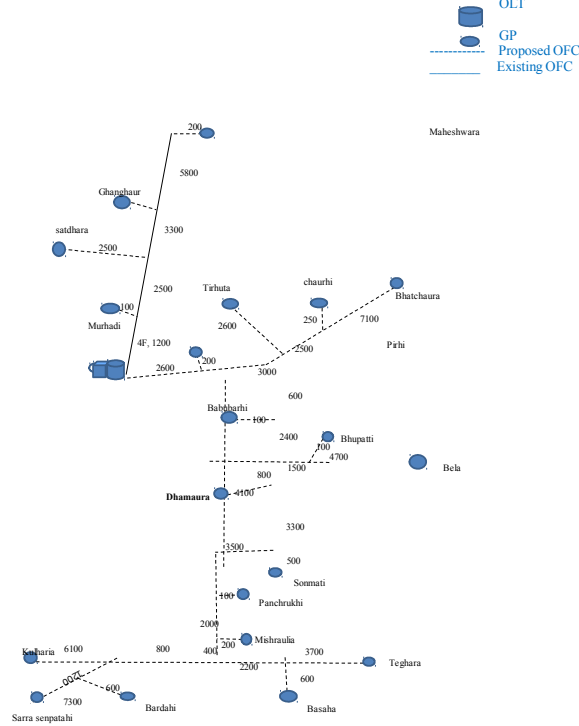 OLT
GP
Proposed OFC
Existing OFC
200
Maheshwara
5800
Ghanghaur
3300
satdhara
2500
2500
Tirhuta
chaurhi
Bhatchaura
100
Murhadi
2600
250
7100
4F, 1200
2500
Pirhi
2600
200
3000
600
Babubarhi
100
2400
Bhupatti
100
4700
1500
Bela
800
Dhamaura
4100
3300
3500
500
Sonmati
100
Panchrukhi
2000
Mishraulia
200
400
Kulharia
6100
800
3700
2200
Teghara
1200
600
600
7300
Bardahi
Basaha
Sarra senpatahi